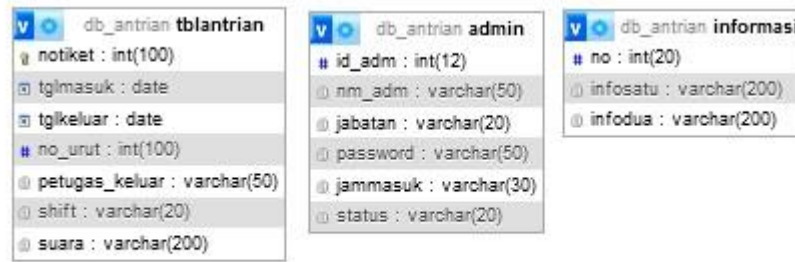 db_antrian tblantrian
notiket : int(100)
tglmasuk : date
tglkeluar : date
no_urut : int(100)
petugas_keluar : varchar(50)
shift : varchar(20)
suara : varchar(200)
db_antrian admin
id_adm : int(12)
nm_adm : varchar(50)
jabatan : varchar(20)
password : varchar(50)
jammasuk : varchar(30)
status : varchar(20)
db_antrian informasi
no : int(20)
infosatu : varchar(200)
infodua : varchar(200)